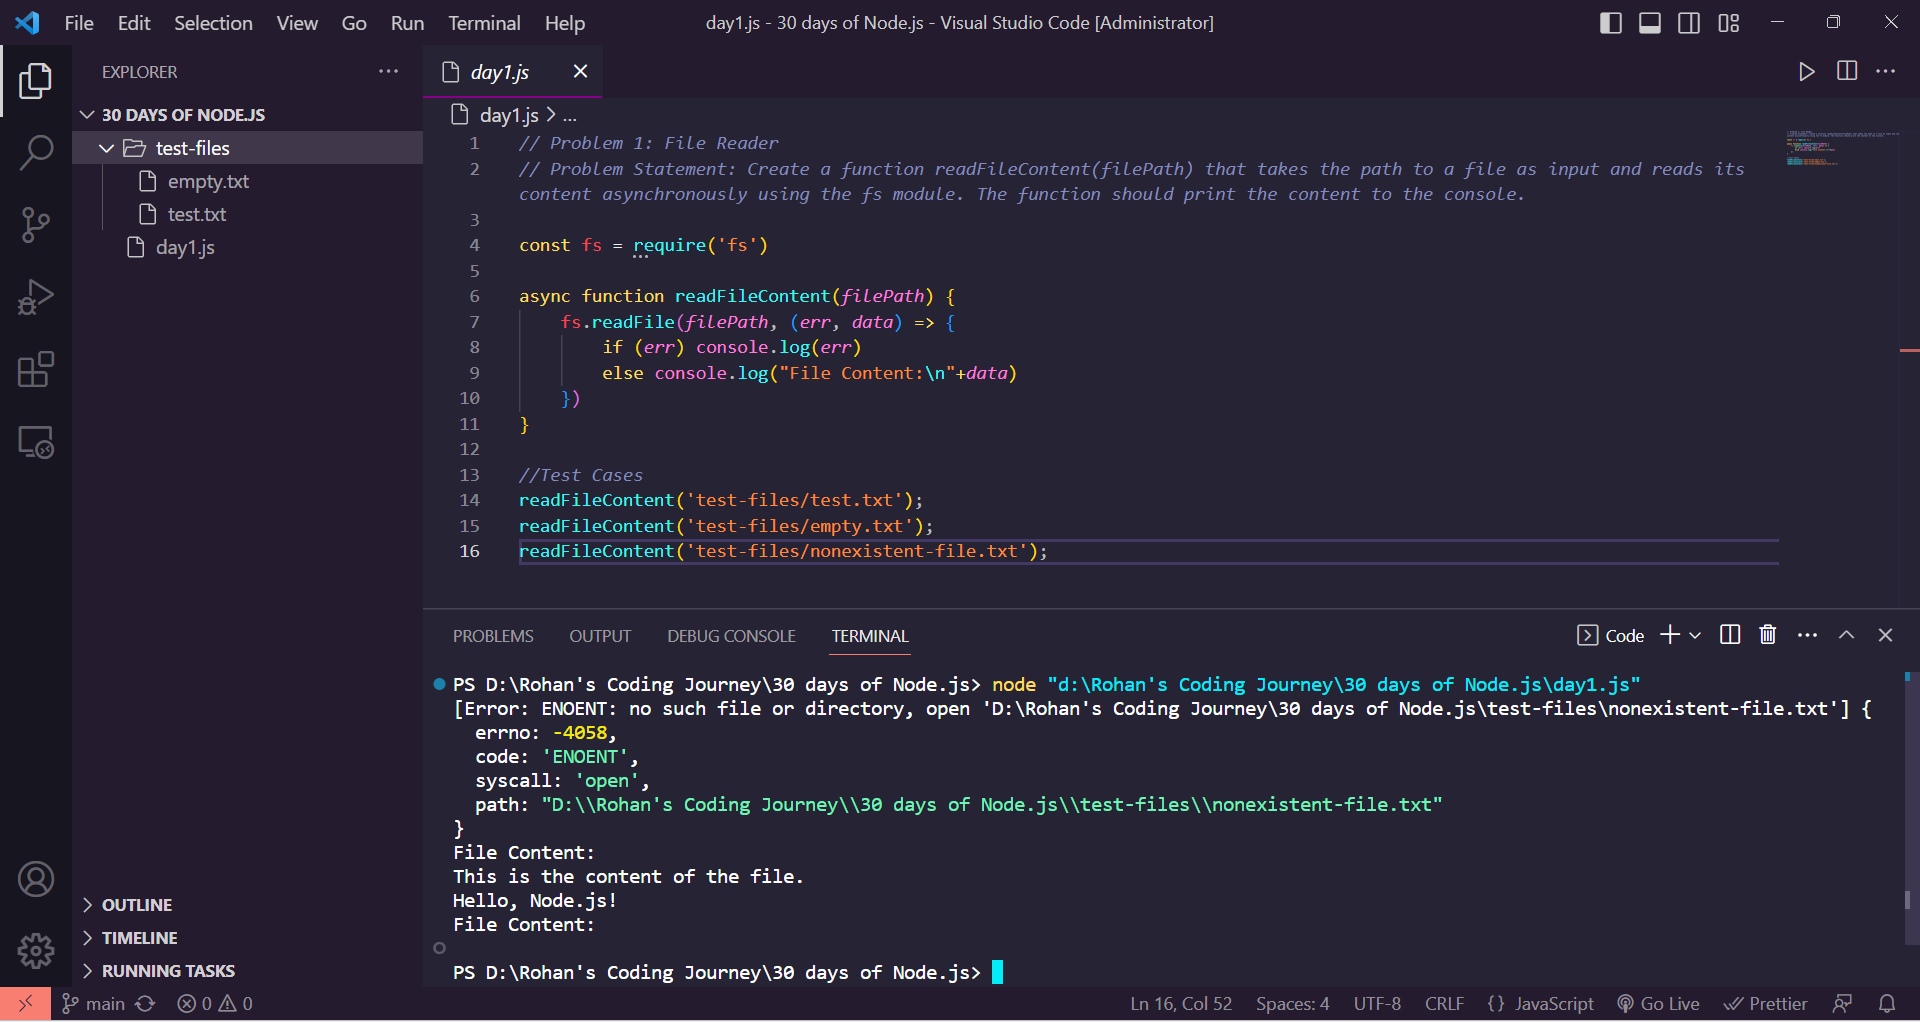 File Edit Selection View Go Run Terminal Help
day1.js - 30 days of Node.js - Visual Studio Code [Administrator]
EXPLORER
30 DAYS OF NODE.JS
test-files
empty.txt
test.txt
day1.js
OUTLINE
TIMELINE
RUNNING TASKS
day1.js
day1.js > ...
1 // Problem 1: File Reader
2 // Problem Statement: Create a function readFileContent(filePath) that takes the path to a file as input and reads its
content asynchronously using the fs module. The function should print the content to the console.
3
4 const fs = require('fs')
5
6 async function readFileContent(filePath) {
7     fs.readFile(filePath, (err, data) => {
8         if (err) console.log(err)
9         else console.log("File Content:\n"+data)
10     })
11 }
12
13 //Test Cases
14 readFileContent('test-files/test.txt');
15 readFileContent('test-files/empty.txt');
16 readFileContent('test-files/nonexistent-file.txt');
PROBLEMS OUTPUT DEBUG CONSOLE TERMINAL
Code
PS D:\Rohan's Coding Journey\30 days of Node.js> node "d:\Rohan's Coding Journey\30 days of Node.js\day1.js"
[Error: ENOENT: no such file or directory, open 'D:\Rohan's Coding Journey\30 days of Node.js\test-files\nonexistent-file.txt'] {
  errno: -4058,
  code: 'ENOENT',
  syscall: 'open',
  path: "D:\\Rohan's Coding Journey\\30 days of Node.js\\test-files\\nonexistent-file.txt"
}
File Content:
This is the content of the file.
Hello, Node.js!
File Content:
PS D:\Rohan's Coding Journey\30 days of Node.js>
main 0 0 Ln 16, Col 52 Spaces: 4 UTF-8 CRLF {} JavaScript Go Live Prettier